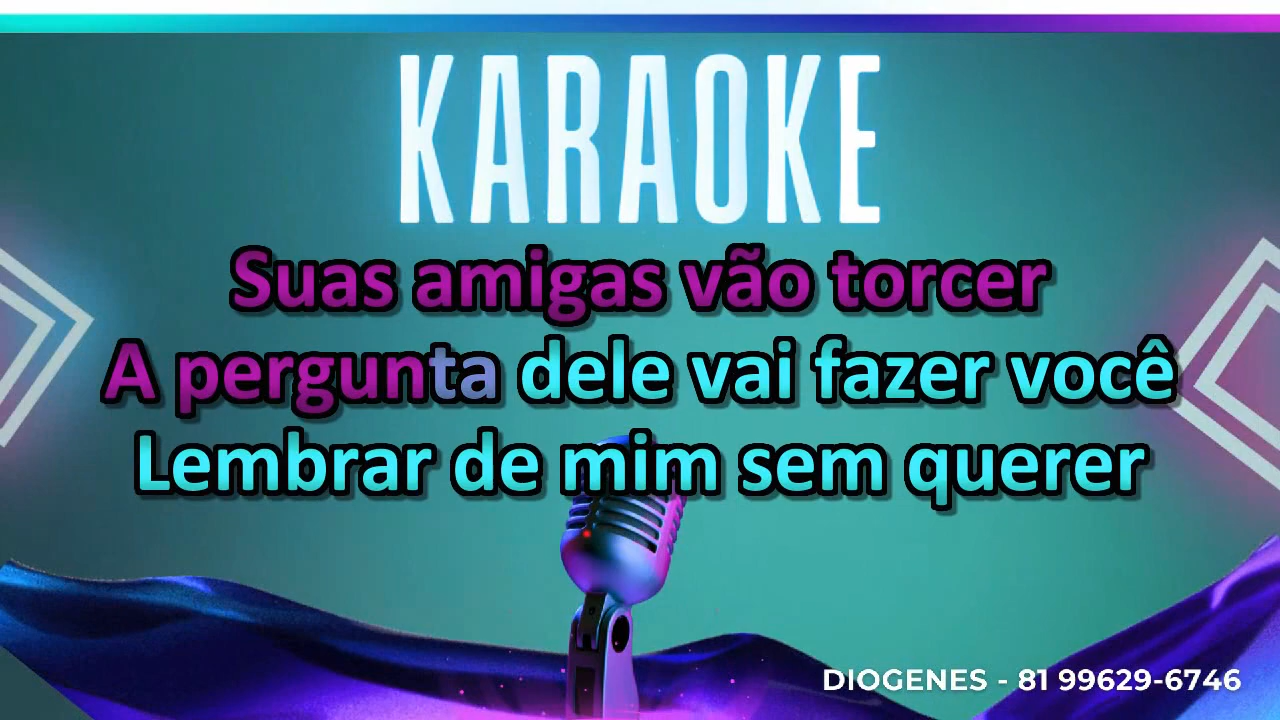 KARAOKE
Suas amigas vão torcer
A pergunta dele vai fazer você
Lembrar de mim sem querer
DIOGENES - 81 99629-6746